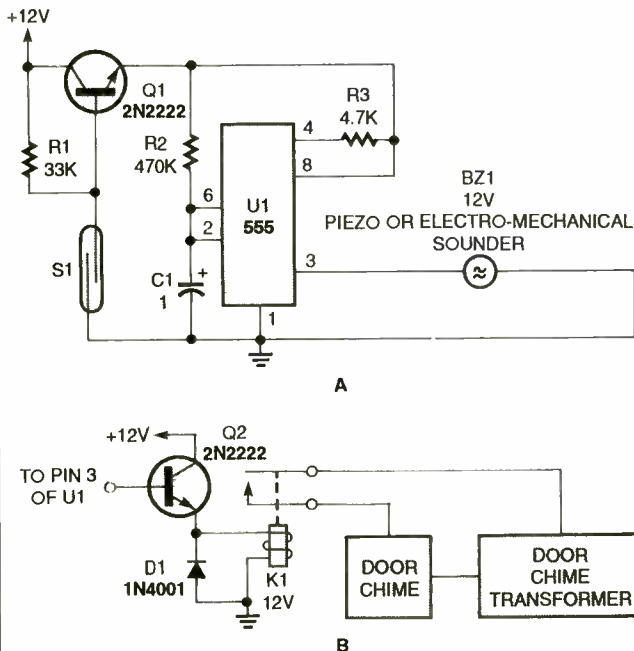 +12V
Q1
2N2222
R1
33K
R2
470K
R3
4.7K
4
8
6
2
3
1
U1
555
BZ1
12V
PIEZO OR ELECTRO-MECHANICAL
SOUNDER
S1
C1
+
1
A
+12V
Q2
2N2222
TO PIN 3
OF U1
D1
1N4001
K1
12V
DOOR
CHIME
DOOR
CHIME
TRANSFORMER
B